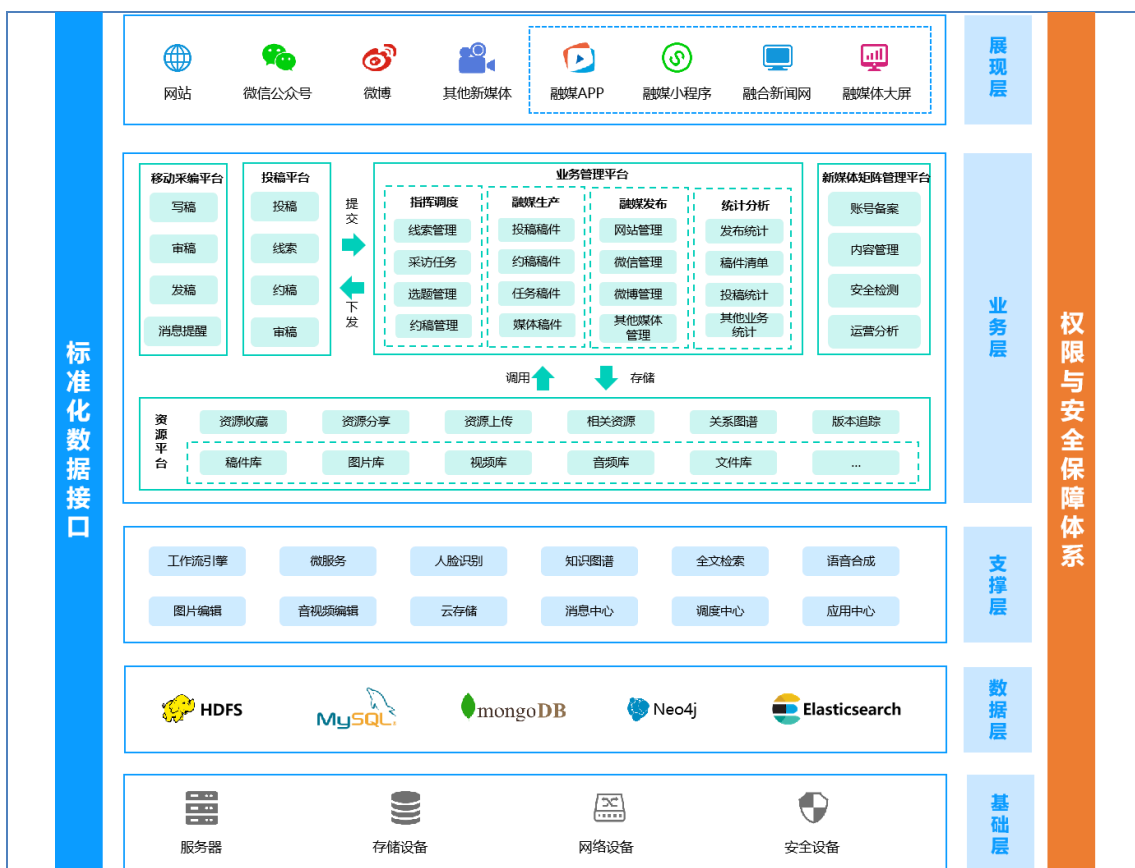 标准化数据接口
网站
微信公众号
微博
其他新媒体
融媒APP
融媒小程序
融合新闻网
融媒体大屏
展现层
移动采编平台
写稿
审稿
发稿
消息提醒
投稿平台
投稿
线索
约稿
审稿
提交
下发
业务管理平台
指挥调度
线索管理
采访任务
选题管理
约稿管理
融媒生产
投稿稿件
约稿稿件
任务稿件
媒体稿件
融媒发布
网站管理
微信管理
微博管理
其他媒体
管理
统计分析
发布统计
稿件清单
投稿统计
其他业务
统计
新媒体矩阵管理平台
账号备案
内容管理
安全检测
运营分析
调用
存储
资源平台
资源收藏
资源分享
资源上传
相关资源
关系图谱
版本追踪
稿件库
图片库
视频库
音频库
文件库
...
业务层
工作流引擎
微服务
人脸识别
知识图谱
全文检索
语音合成
图片编辑
音视频编辑
云存储
消息中心
调度中心
应用中心
支撑层
HDFS
MySQL
mongoDB
Neo4j
Elasticsearch
数据层
服务器
存储设备
网络设备
安全设备
基础层
权限与安全保障体系